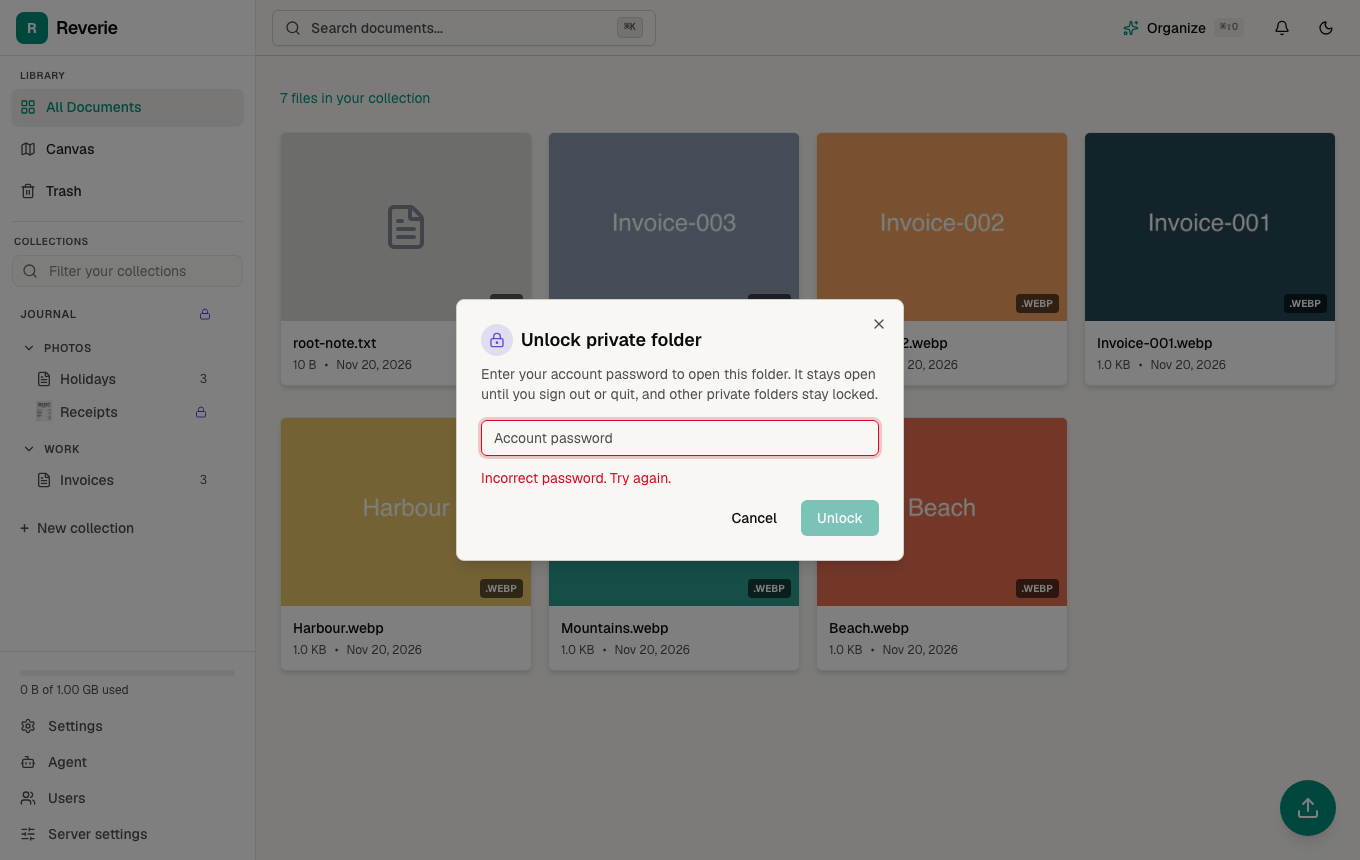 R Reverie
Search documents...
⌘K
Organize ⌘⇧O
LIBRARY
All Documents
Canvas
Trash
COLLECTIONS
Filter your collections
JOURNAL
PHOTOS
Holidays 3
Receipts
WORK
Invoices 3
+ New collection
0 B of 1.00 GB used
Settings
Agent
Users
Server settings
7 files in your collection
root-note.txt
10 B • Nov 20, 2026
Invoice-003
Invoice-002
.WEBP
2.webp
20, 2026
Invoice-001
.WEBP
Invoice-001.webp
1.0 KB • Nov 20, 2026
Unlock private folder
Enter your account password to open this folder. It stays open
until you sign out or quit, and other private folders stay locked.
Account password
Incorrect password. Try again.
Cancel
Unlock
Harbour
.WEBP
Harbour.webp
1.0 KB • Nov 20, 2026
.WEBP
Mountains.webp
1.0 KB • Nov 20, 2026
Beach
.WEBP
Beach.webp
1.0 KB • Nov 20, 2026